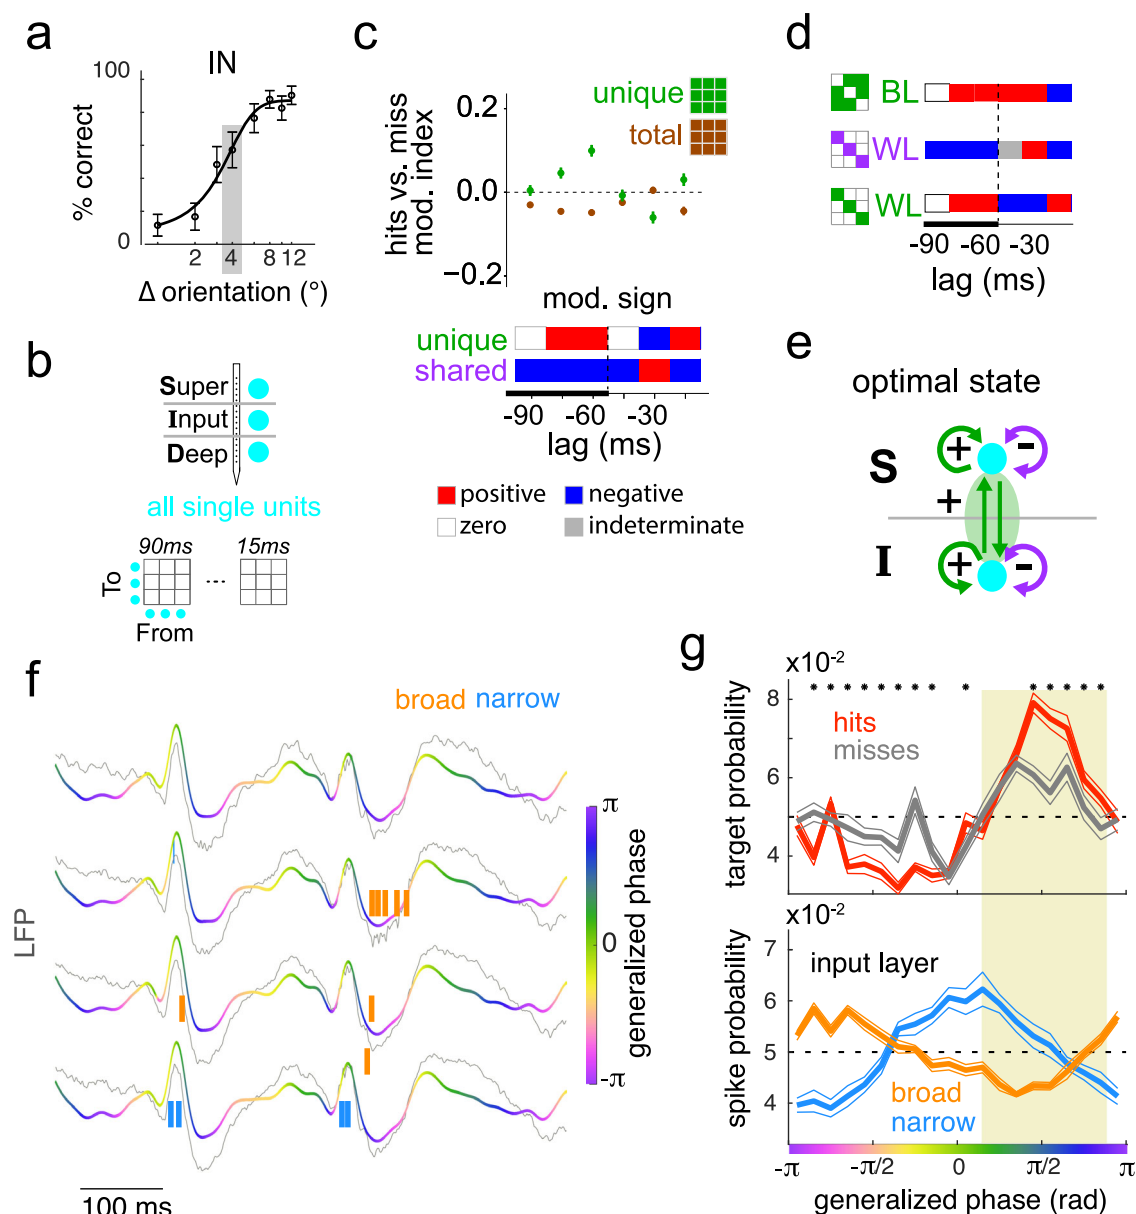 a
IN
100
0
% correct
2
4
8
12
Δ orientation (°)
b
Super
Input
Deep
all single units
90ms
15ms
...
To
From
c
unique
total
hits vs. miss
mod. index
0.2
0.0
−0.2
mod. sign
unique
shared
-90
-60
-30
lag (ms)
positive
negative
zero
indeterminate
d
BL
WL
WL
-90
-60
-30
lag (ms)
e
optimal state
S
+
-
+
I
+
-
f
broad narrow
LFP
π
0
-π
generalized phase
100 ms
g
x10-2
8
6
4
target probability
hits
misses
* * * * * * * * * * * * * *
x10-2
7
6
5
4
spike probability
input layer
broad
narrow
-π
-π/2
0
π/2
π
generalized phase (rad)